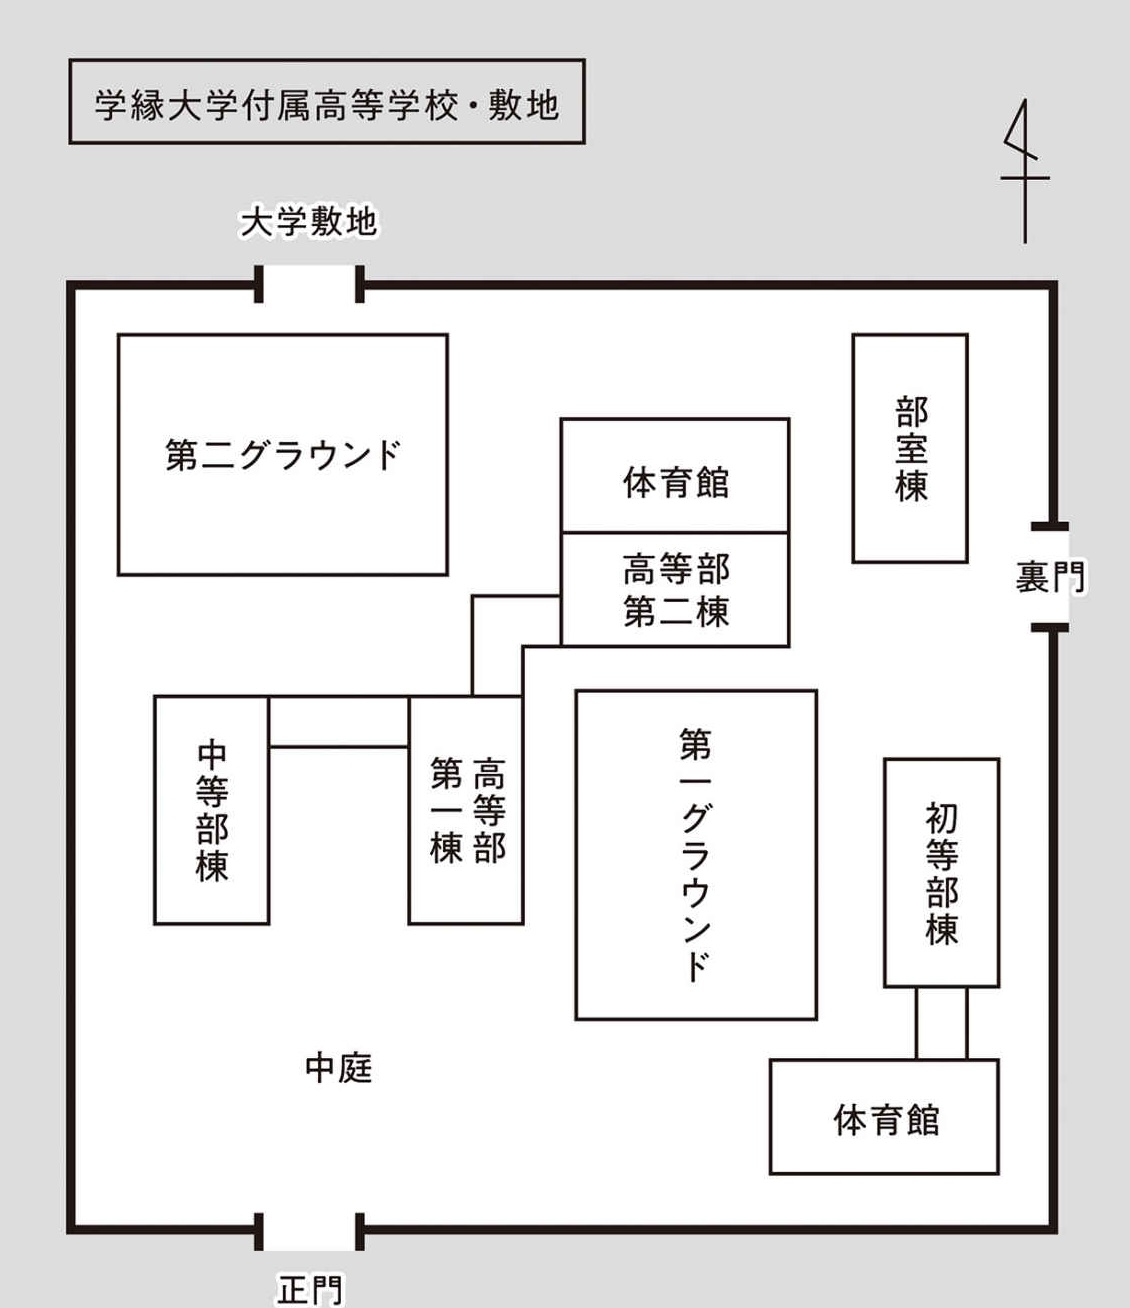 学縁大学付属高等学校・敷地
大学敷地
第二グラウンド
体育館
部室棟
高等部
第二棟
裏門
中等部棟
高等部
第一棟
第一グラウンド
初等部棟
中庭
体育館
正門